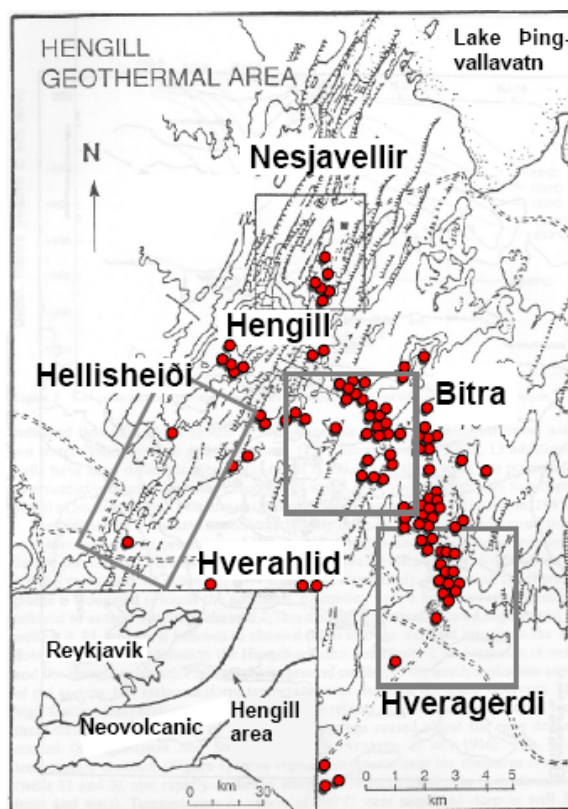 HENGILL
GEOTHERMAL AREA
Lake Þing-
vallavatn
N
Nesjavellir
Hengill
Hellisheiði
Bitra
Hverahlid
Reykjavik
Neovolcanic
Hengill
area
Hveragerdi
0 km 30
0 1 2 3 4 5
km